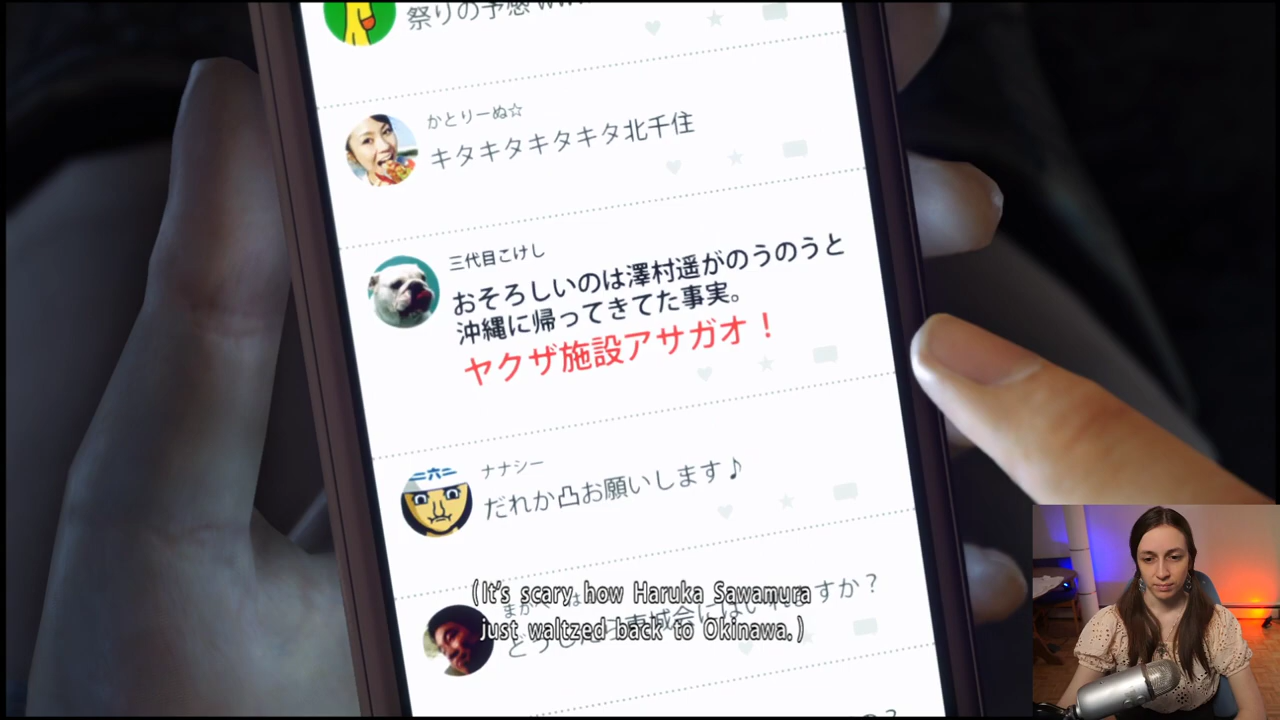 祭りの予感
かとりーぬ☆
キタキタキタキタ北千住
三代目こけし
おそろしいのは澤村遥がのうのうと
沖縄に帰ってきてた事実。
ヤクザ施設アサガオ！
ナナシー
だれか凸お願いします♪
すか？
(It's scary how Haruka Sawamura
just waltzed back to Okinawa.)